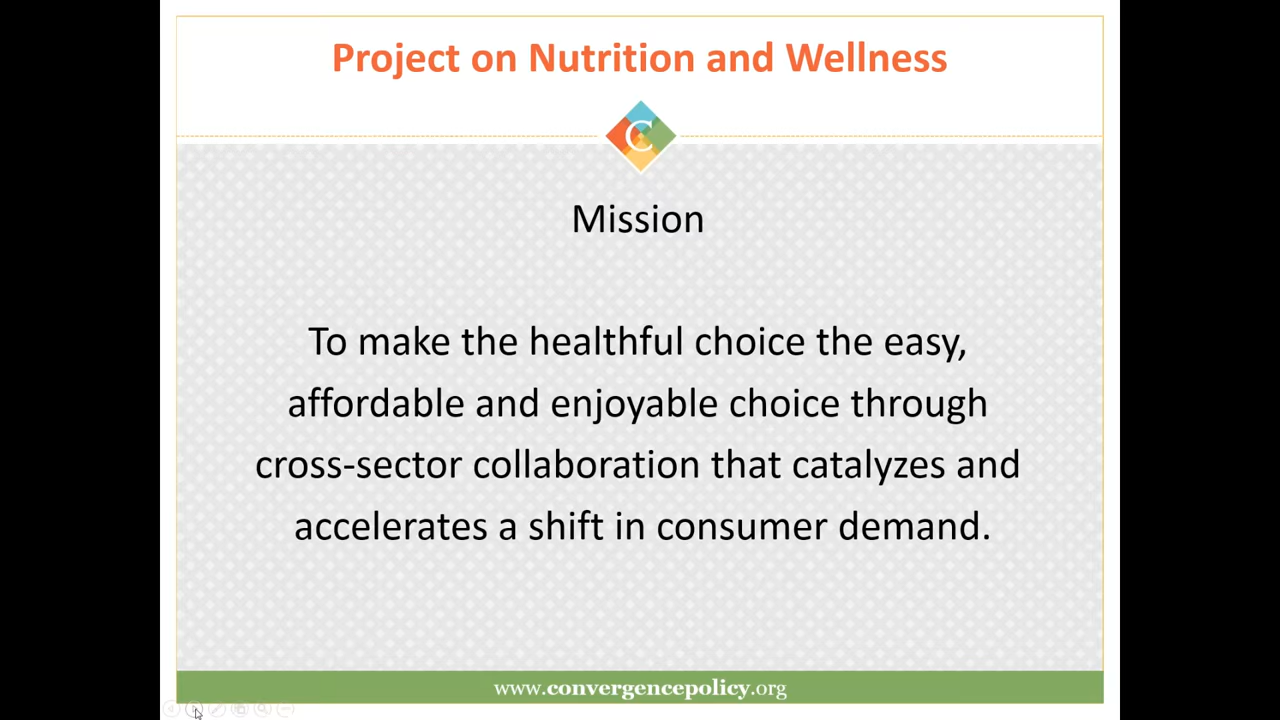 Project on Nutrition and Wellness
C
Mission
To make the healthful choice the easy,
affordable and enjoyable choice through
cross-sector collaboration that catalyzes and
accelerates a shift in consumer demand.
www.convergencepolicy.org